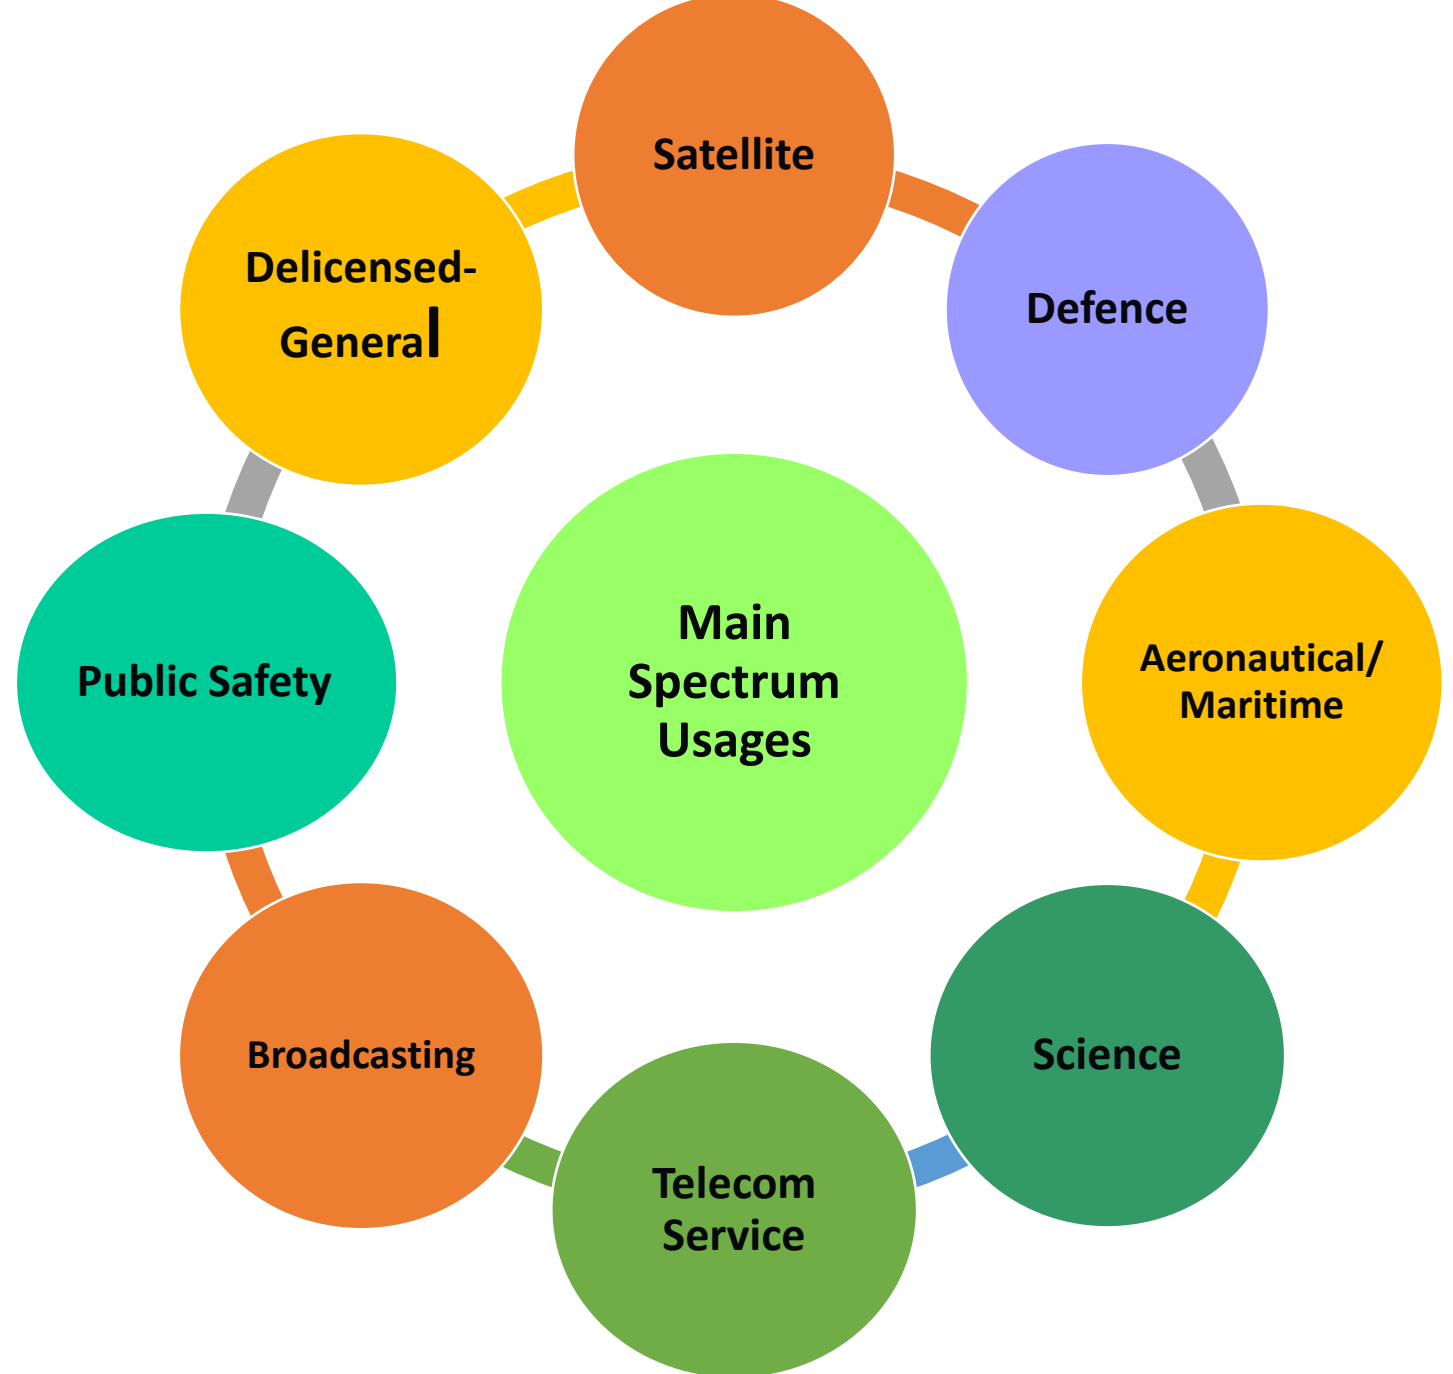 Satellite
Defence
Aeronautical/
Maritime
Science
Telecom
Service
Broadcasting
Public Safety
Delicensed-
General
Main
Spectrum
Usages